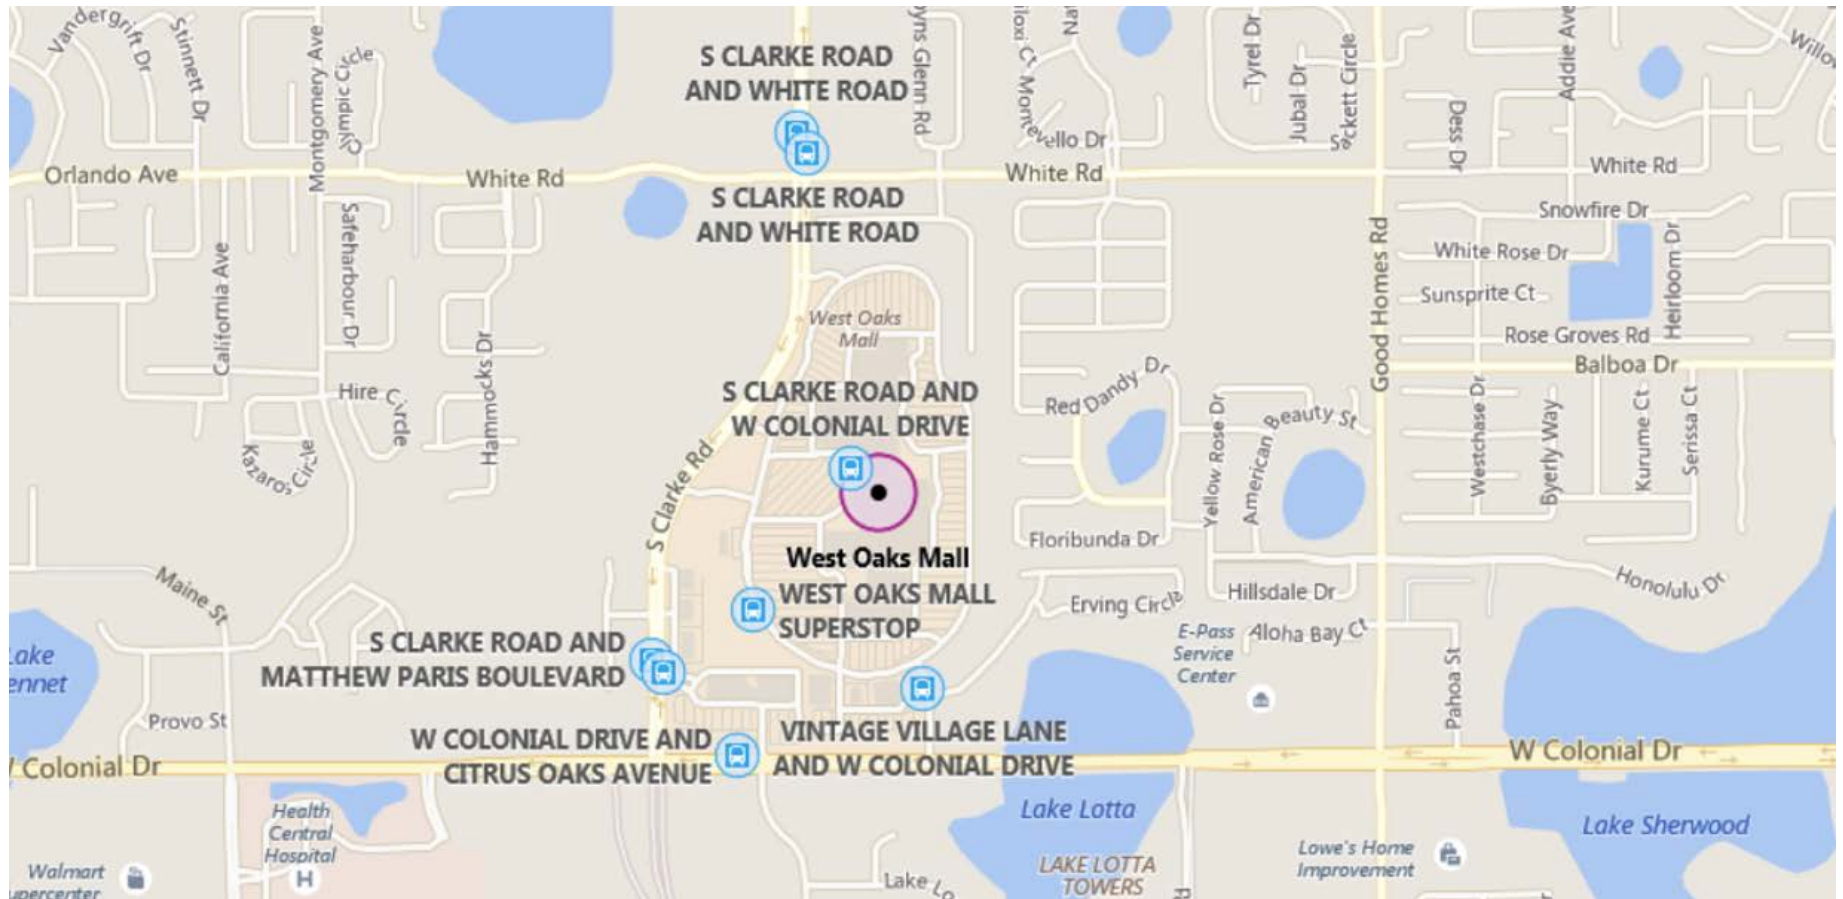 Vandergrift Dr
Stinnett Dr
Montgomery Ave
Olympic Circle
S CLARKE ROAD
AND WHITE ROAD
Glenn Rd
Montevello Dr
Tyrel Dr
Jubal Dr
Sackett Circle
Dess Dr
Addie Ave
Orlando Ave
White Rd
White Rd
White Rd
S CLARKE ROAD
AND WHITE ROAD
Snowfire Dr
California Ave
Safeharbour Dr
Good Homes Rd
White Rose Dr
Heirloom Dr
Sunsprite Ct
West Oaks
Mall
Rose Groves Rd
Balboa Dr
Hammocks Dr
Hire Circle
Kazaros Circle
S CLARKE ROAD AND
W COLONIAL DRIVE
Red Dandy Dr
Yellow Rose Dr
American Beauty St
Westchase Dr
Byerly Way
Kurume Ct
Serissa Ct
S Clarke Rd
Floribunda Dr
West Oaks Mall
Maine St
WEST OAKS MALL
SUPERSTOP
Erving Circle
Hillsdale Dr
Honolulu Dr
E-Pass
Service
Center
Aloha Bay Ct
S CLARKE ROAD AND
MATTHEW PARIS BOULEVARD
Lake
Pahoa St
Provo St
W COLONIAL DRIVE AND
CITRUS OAKS AVENUE
VINTAGE VILLAGE LANE
AND W COLONIAL DRIVE
Colonial Dr
W Colonial Dr
Health
Central
Hospital
H
Lake Lotta
Lake Sherwood
Walmart
Lowe's Home
Improvement
LAKE LOTTA
TOWERS
Lake